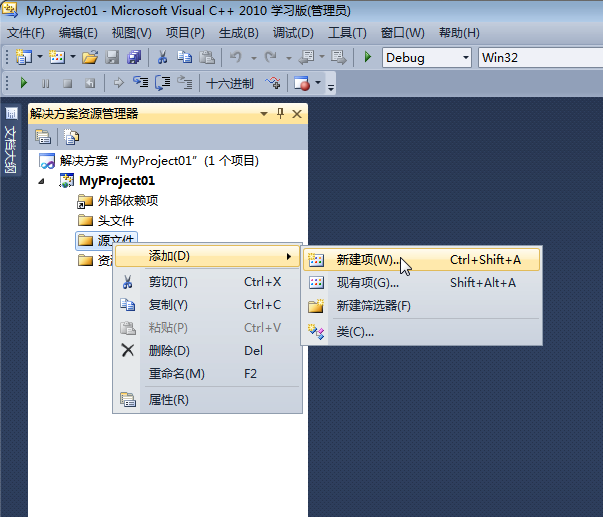 MyProject01 - Microsoft Visual C++ 2010 学习版(管理员)
文件(F) 编辑(E) 视图(V) 项目(P) 生成(B) 调试(D) 工具(T) 窗口(W) 帮助(H)
Debug Win32
十六进制
文档大纲
解决方案资源管理器
解决方案“MyProject01”(1 个项目)
MyProject01
外部依赖项
头文件
源文件
添加(D) 新建项(W)... Ctrl+Shift+A
剪切(T) Ctrl+X 现有项(G)... Shift+Alt+A
复制(Y) Ctrl+C 新建筛选器(F)
粘贴(P) Ctrl+V 类(C)...
删除(D) Del
重命名(M) F2
属性(R)